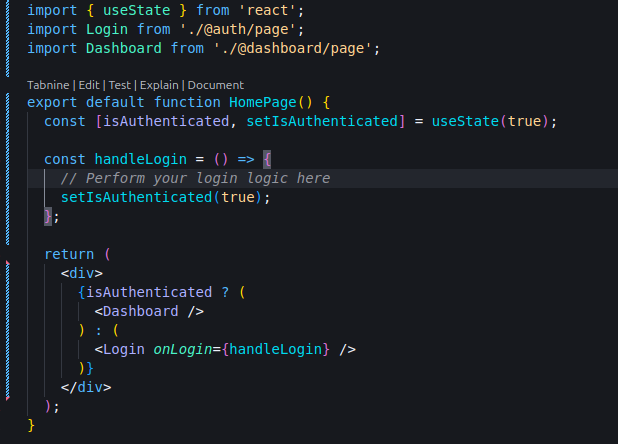 import { useState } from 'react';
import Login from './@auth/page';
import Dashboard from './@dashboard/page';
Tabnine | Edit | Test | Explain | Document
export default function HomePage() {
  const [isAuthenticated, setIsAuthenticated] = useState(true);
  const handleLogin = () => {
    // Perform your login logic here
    setIsAuthenticated(true);
  };
  return (
    <div>
      {isAuthenticated ? (
        <Dashboard />
      ) : (
        <Login onLogin={handleLogin} />
      )}
    </div>
  );
}